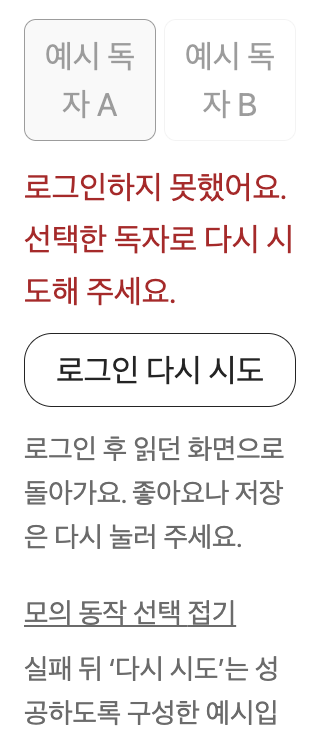 예시 독
자 A
예시 독
자 B
로그인하지 못했어요.
선택한 독자로 다시 시
도해 주세요.
로그인 다시 시도
로그인 후 읽던 화면으로
돌아가요. 좋아요나 저장
은 다시 눌러 주세요.
모의 동작 선택 접기
실패 뒤 ‘다시 시도’는 성
공하도록 구성한 예시입